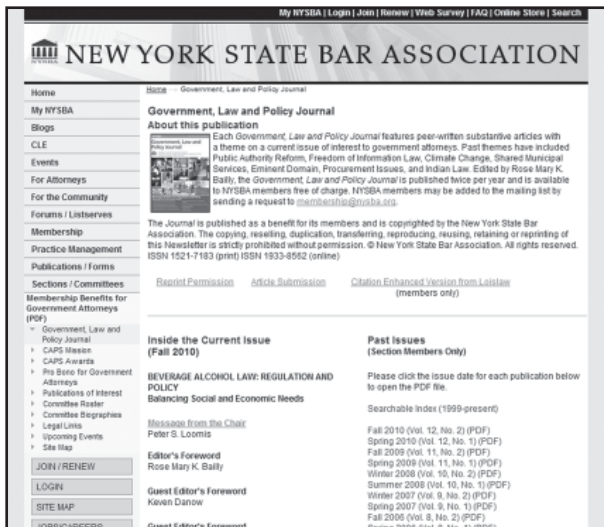 My NYSBA | Login | Join | Renew | Web Survey | FAQ | Online Store | Search
NYSBA
NEW YORK STATE BAR ASSOCIATION
Home
My NYSBA
Blogs
CLE
Events
For Attorneys
For the Community
Forums / Listserves
Membership
Practice Management
Publications / Forms
Sections / Committees
Membership Benefits for
Government Attorneys
(PDF)
Government, Law and
Policy Journal
CAPS Mission
CAPS Awards
Pro Bono for Government
Attorneys
Publications of Interest
Committee Roster
Committee Biographies
Legal Links
Upcoming Events
Site Map
JOIN / RENEW
LOGIN
SITE MAP
JOBS/CAREERS
Home → Government, Law and Policy Journal
Government, Law and Policy Journal
About this publication
Each Government, Law and Policy Journal features peer-written substantive articles with
a theme on a current issue of interest to government attorneys. Past themes have included
Public Authority Reform, Freedom of Information Law, Climate Change, Shared Municipal
Services, Eminent Domain, Procurement Issues, and Indian Law. Edited by Rose Mary K.
Bailly, the Government, Law and Policy Journal is published twice per year and is available
to NYSBA members free of charge. NYSBA members may be added to the mailing list by
sending a request to membership@nysba.org.
The Journal is published as a benefit for its members and is copyrighted by the New York State Bar
Association. The copying, reselling, duplication, transferring, reproducing, reusing, retaining or reprinting of
this Newsletter is strictly prohibited without permission. © New York State Bar Association. All rights reserved.
ISSN 1521-7183 (print) ISSN 1933-8562 (online)
Reprint Permission Article Submission Citation Enhanced Version from Loislaw
(members only)
Inside the Current Issue
(Fall 2010)
BEVERAGE ALCOHOL LAW: REGULATION AND
POLICY
Balancing Social and Economic Needs
Message from the Chair
Peter S. Loomis
Editor's Foreword
Rose Mary K. Bailly
Guest Editor's Foreword
Keven Danow
Guest Editor's Foreword
Past Issues
(Section Members Only)
Please click the issue date for each publication below
to open the PDF file.
Searchable Index (1999-present)
Fall 2010 (Vol. 12, No. 2) (PDF)
Spring 2010 (Vol. 12, No. 1) (PDF)
Fall 2009 (Vol. 11, No. 2) (PDF)
Spring 2009 (Vol. 11, No. 1) (PDF)
Winter 2008 (Vol. 10, No. 2) (PDF)
Summer 2008 (Vol. 10, No. 1) (PDF)
Winter 2007 (Vol. 9, No. 2) (PDF)
Spring 2007 (Vol. 9, No. 1) (PDF)
Fall 2006 (Vol. 8, No. 2) (PDF)